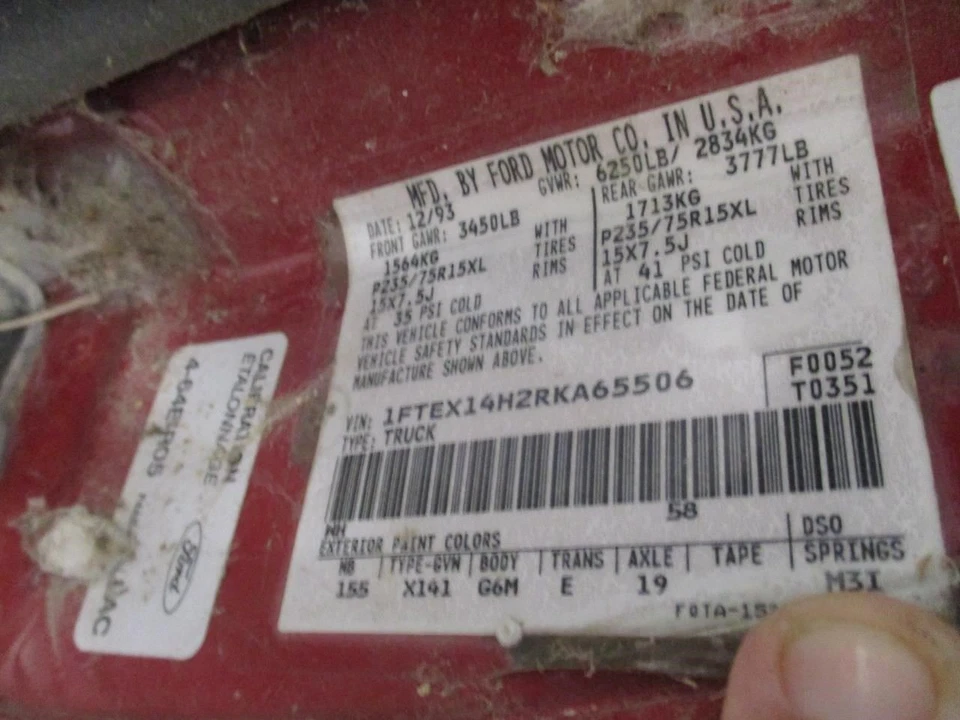 MFD. BY FORD MOTOR CO. IN U.S.A.
DATE: 12/93 GVWR: 6250LB/ 2834KG
FRONT GAWR: 3450LB
1564KG WITH
P235/75R15XL TIRES
15X7.5J RIMS
AT 35 PSI COLD
REAR GAWR: 3777LB
1713KG WITH
P235/75R15XL TIRES
15X7.5J RIMS
AT 41 PSI COLD
THIS VEHICLE CONFORMS TO ALL APPLICABLE FEDERAL MOTOR
VEHICLE SAFETY STANDARDS IN EFFECT ON THE DATE OF
MANUFACTURE SHOWN ABOVE.
VIN: 1FTEX14H2RKA65506
TYPE: TRUCK
F0052
T0351
58
EXTERIOR PAINT COLORS DSO
WB TYPE-GVW BODY TRANS AXLE TAPE SPRINGS
155 X141 G6M E 19 M3I
CALIBRATION
ETALONNAGE
4-64E-R05
Ford